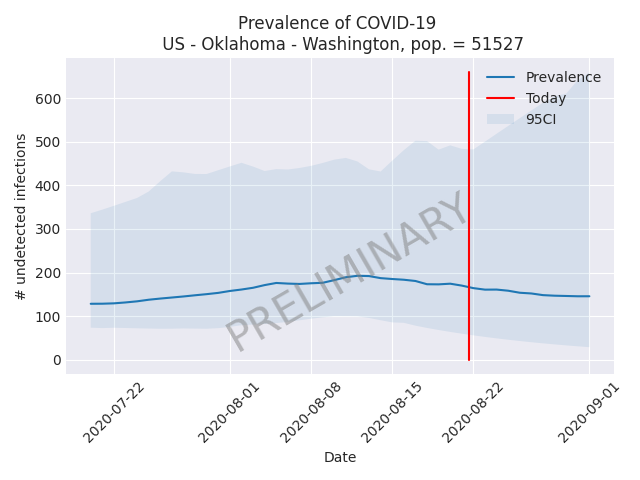 Prevalence of COVID-19
US - Oklahoma - Washington, pop. = 51527
Prevalence
Today
95CI
600
500
400
300
200
100
0
# undetected infections
PRELIMINARY
2020-07-22
2020-08-01
2020-08-08
2020-08-15
2020-08-22
2020-09-01
Date